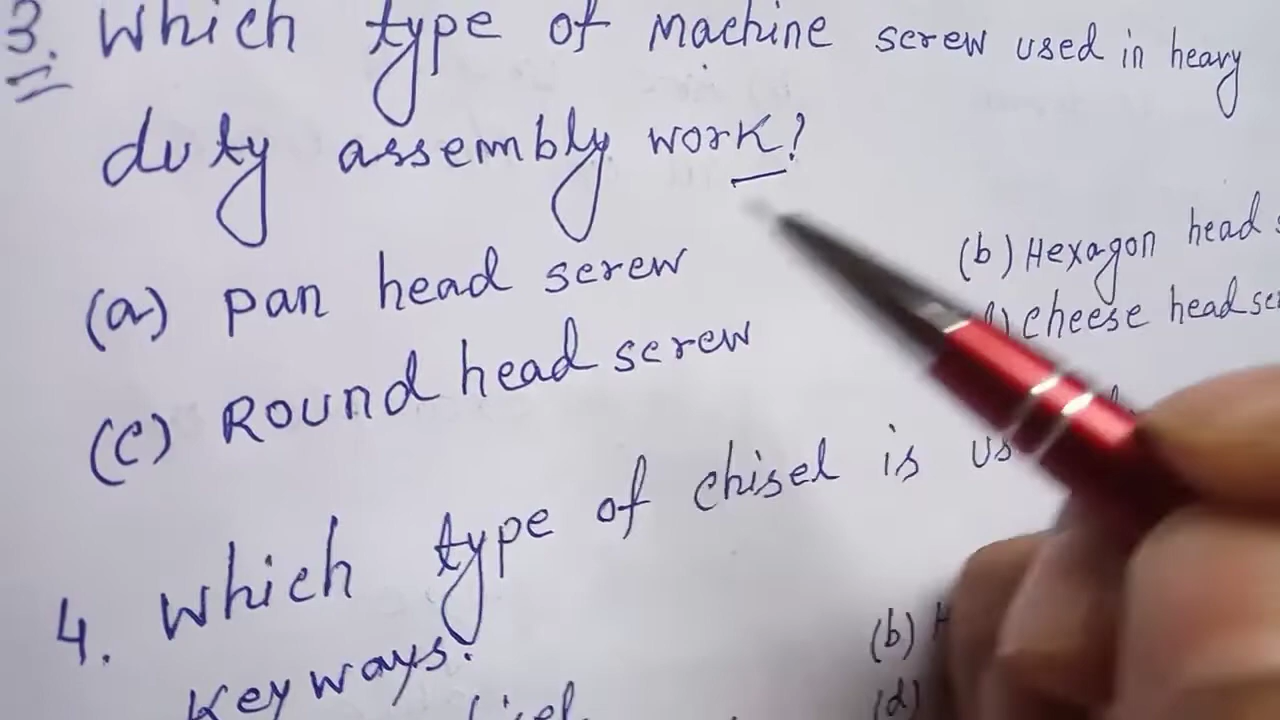 3. Which type of Machine screw used in heavy
duty assembly work?
(a) Pan head screw (b) Hexagon head
(c) Round head screw cheese head
4. Which type of chisel is
Keyways.
(b)
(d)